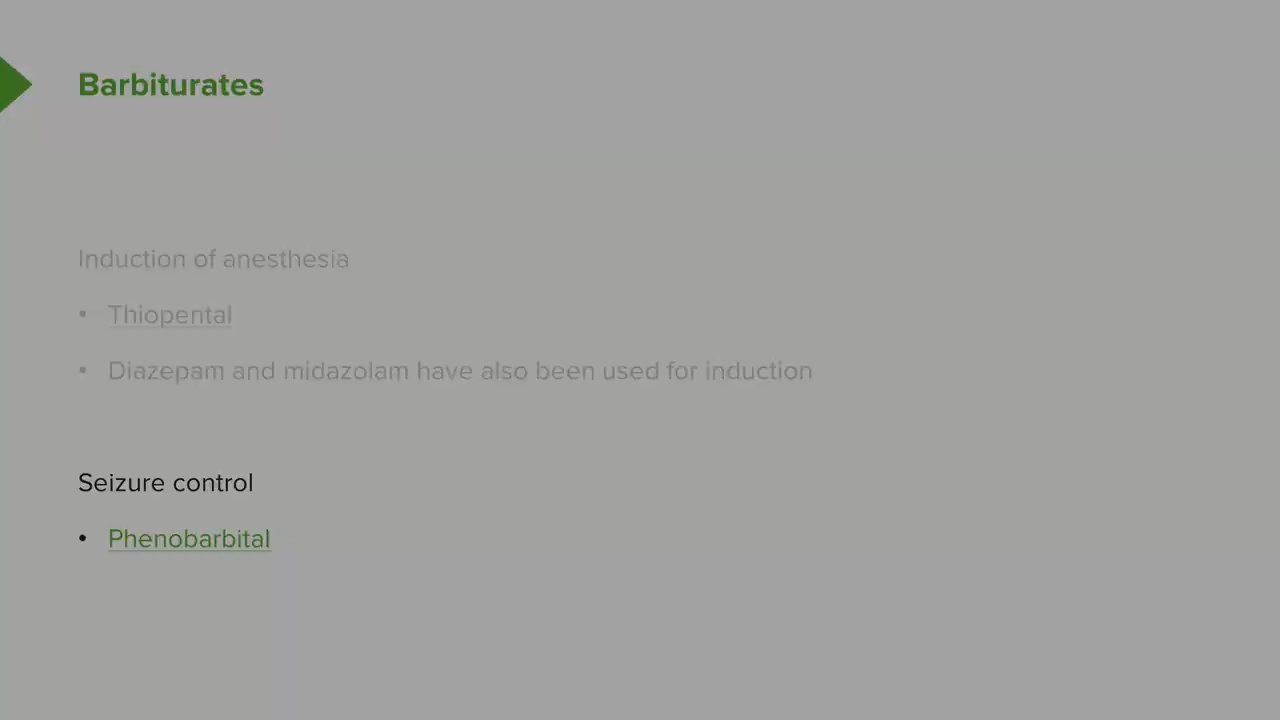 Barbiturates
Induction of anesthesia
• Thiopental
• Diazepam and midazolam have also been used for induction
Seizure control
• Phenobarbital